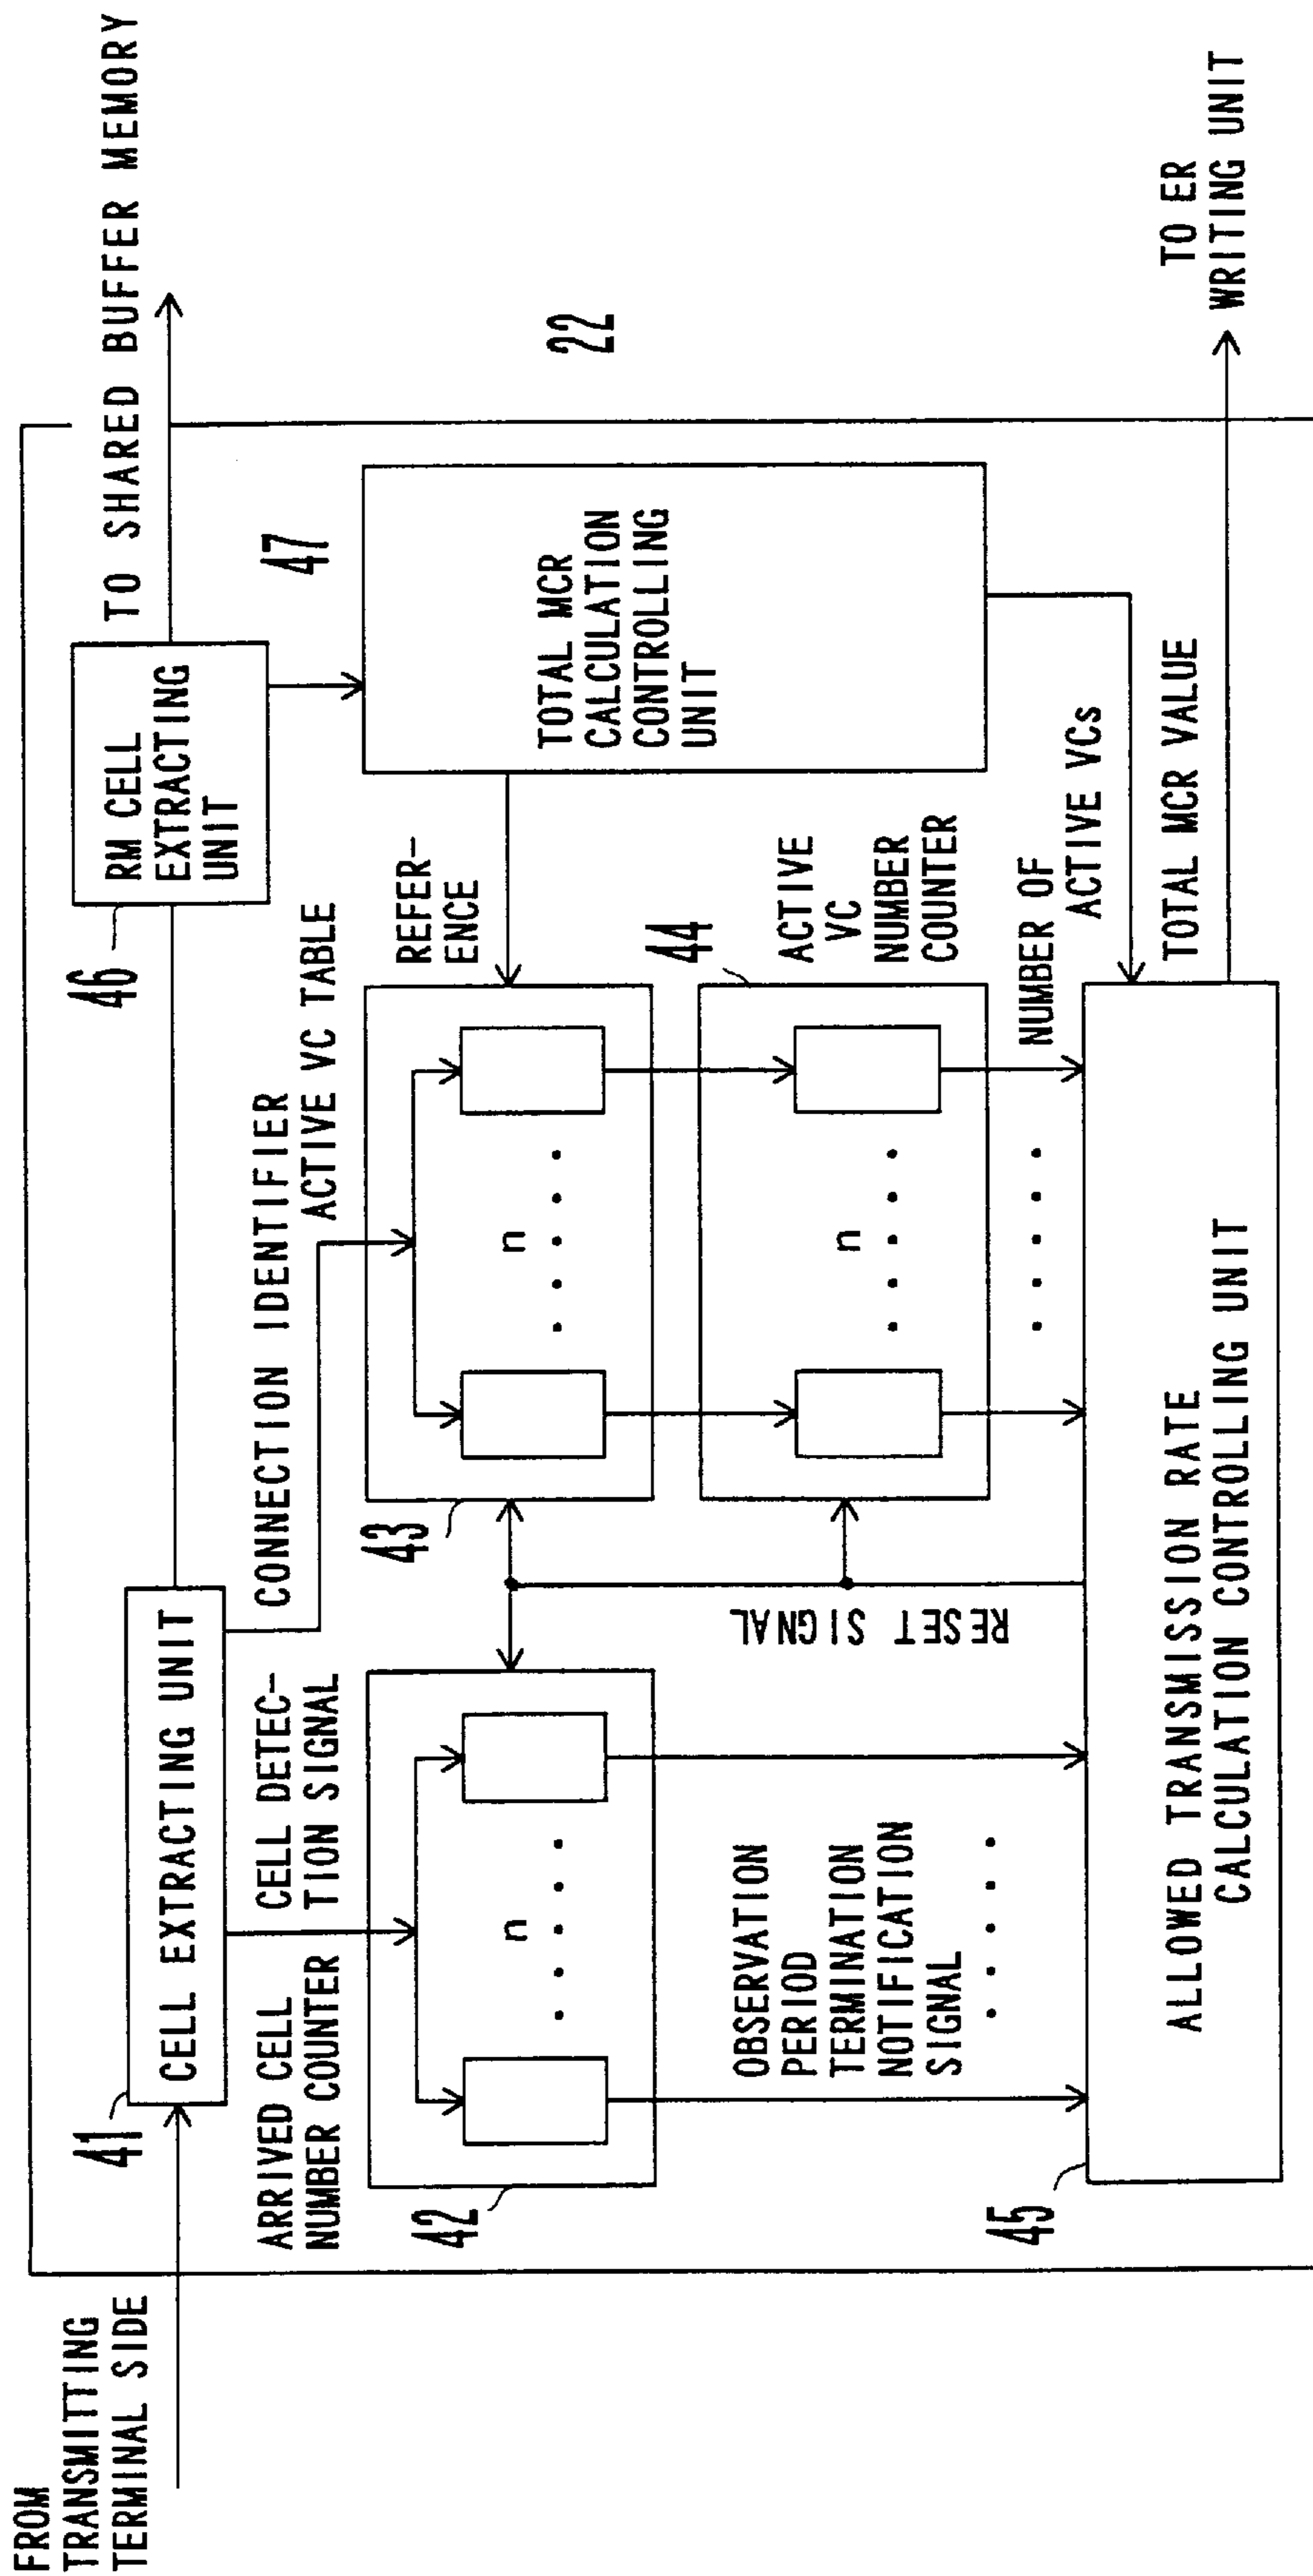 FROM
TRANSMITTING
TERMINAL SIDE
41
CELL EXTRACTING UNIT
46
RM CELL
EXTRACTING
UNIT
TO SHARED BUFFER MEMORY
ARRIVED CELL
NUMBER COUNTER
CELL DETEC-
TION SIGNAL
CONNECTION IDENTIFIER
ACTIVE VC TABLE
REFER-
ENCE
47
TOTAL MCR
CALCULATION
CONTROLLING
UNIT
22
42
n
43
n
RESET SIGNAL
44
ACTIVE
VC
NUMBER
COUNTER
n
OBSERVATION
PERIOD
TERMINATION
NOTIFICATION
SIGNAL
NUMBER OF
ACTIVE VCs
TOTAL MCR VALUE
45
ALLOWED TRANSMISSION RATE
CALCULATION CONTROLLING UNIT
TO ER
WRITING UNIT